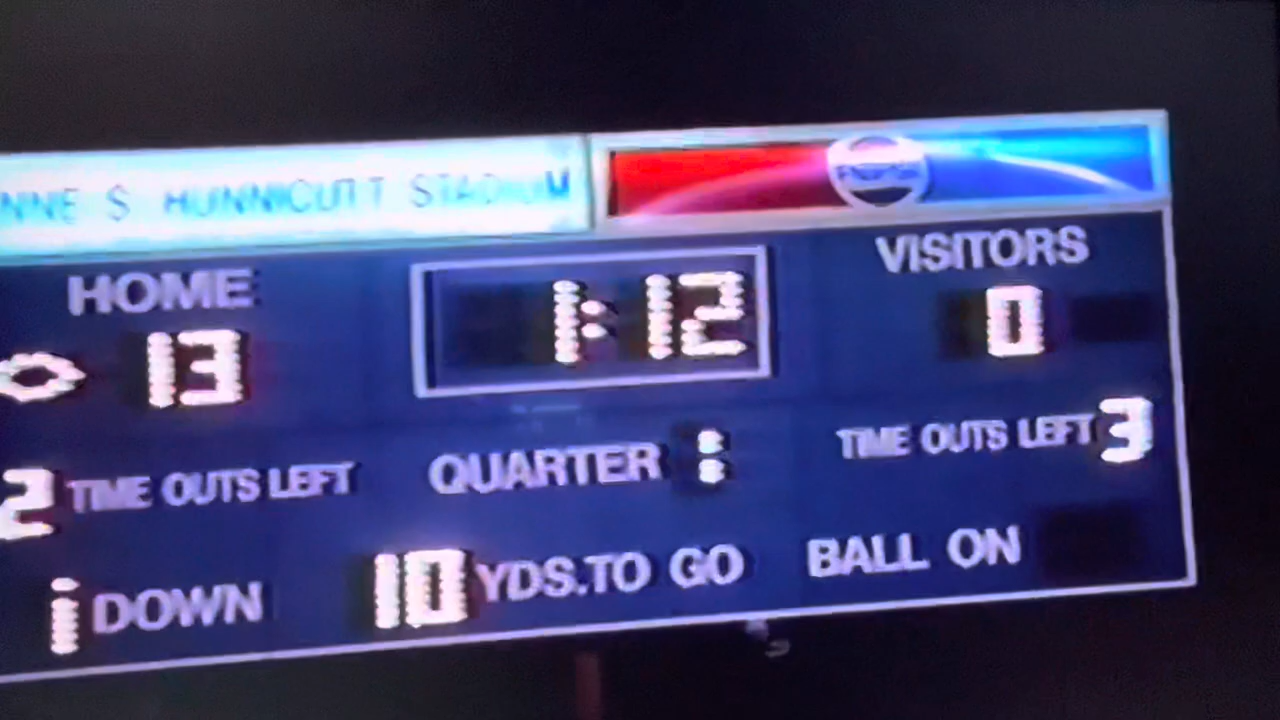 NNE S. HUNNICUTT STADIUM
HOME 1:12 VISITORS
13 0
2 TIME OUTS LEFT QUARTER TIME OUTS LEFT 3
1 DOWN 10 YDS.TO GO BALL ON